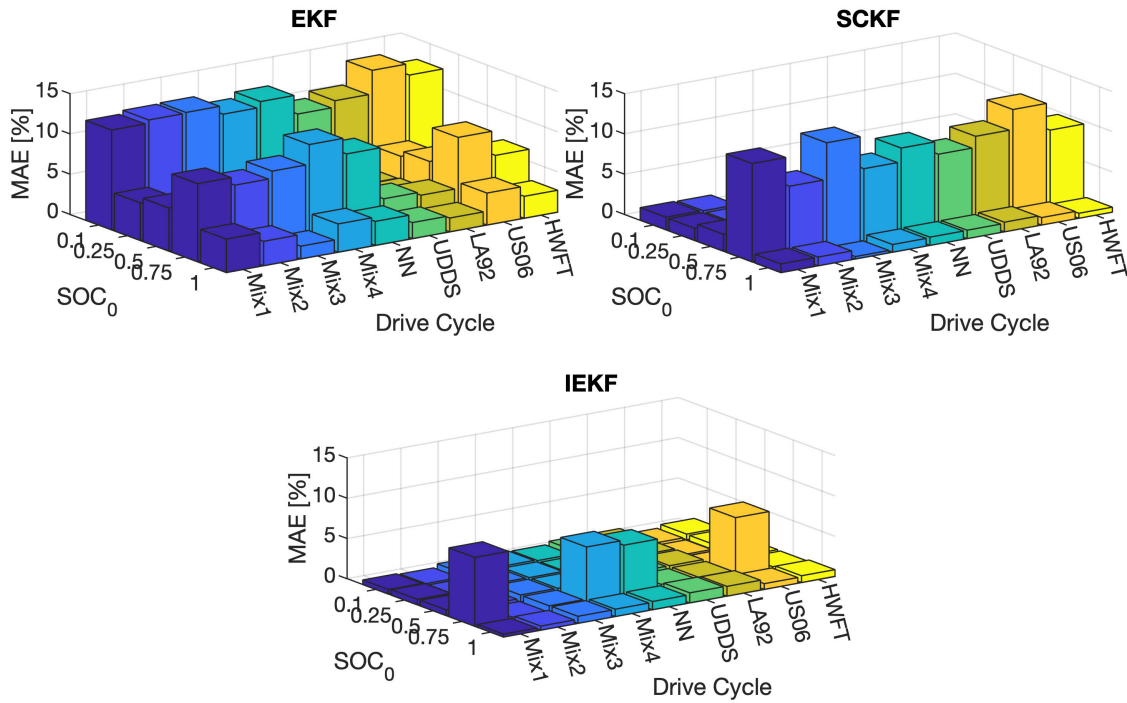 EKF
MAE [%]
15
10
5
0
0.1
0.25
0.5
0.75
1
SOC0
Mix1
Mix2
Mix3
Mix4
NN
UDDS
LA92
US06
HWFT
Drive Cycle
SCKF
MAE [%]
15
10
5
0
0.1
0.25
0.5
0.75
1
SOC0
Mix1
Mix2
Mix3
Mix4
NN
UDDS
LA92
US06
HWFT
Drive Cycle
IEKF
MAE [%]
15
10
5
0
0.1
0.25
0.5
0.75
1
SOC0
Mix1
Mix2
Mix3
Mix4
NN
UDDS
LA92
US06
HWFT
Drive Cycle